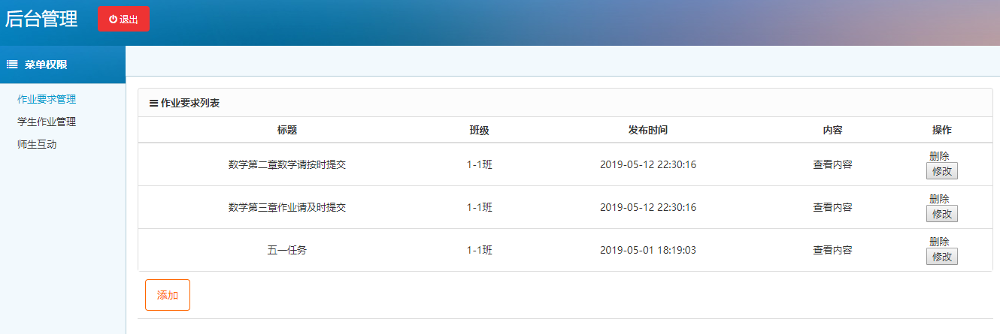 后台管理 退出
菜单权限
作业要求管理
学生作业管理
师生互动
作业要求列表
标题 班级 发布时间 内容 操作
数学第二章数学请按时提交 1-1班 2019-05-12 22:30:16 查看内容 删除
修改
数学第三章作业请及时提交 1-1班 2019-05-12 22:30:16 查看内容 删除
修改
五一任务 1-1班 2019-05-01 18:19:03 查看内容 删除
修改
添加